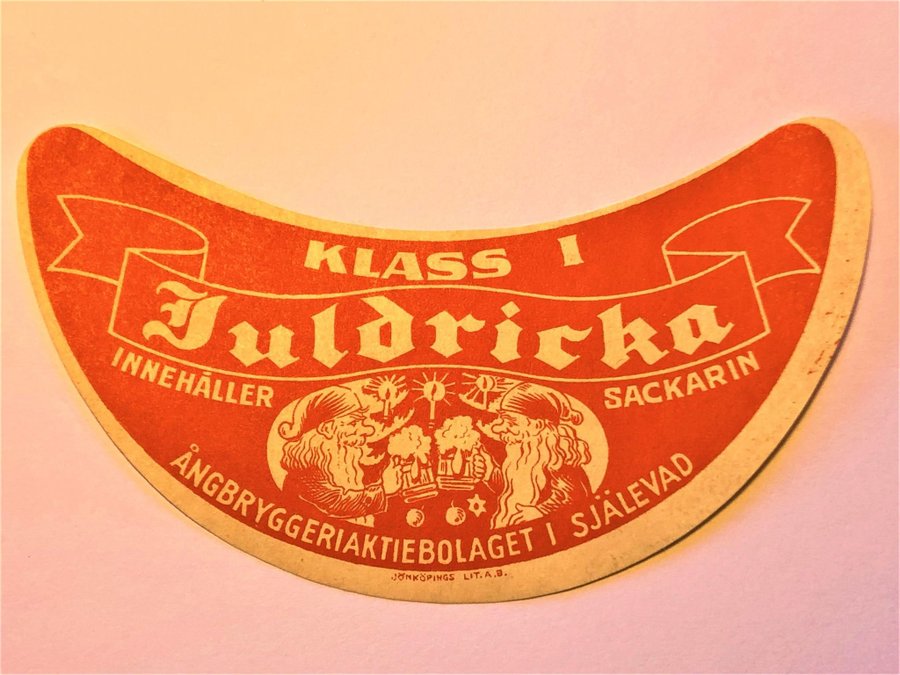 KLASS I
Juldricka
INNEHÅLLER SACKARIN
ÅNGBRYGGERIAKTIEBOLAGET I SJÄLEVAD
JÖNKÖPINGS LIT. A.B.